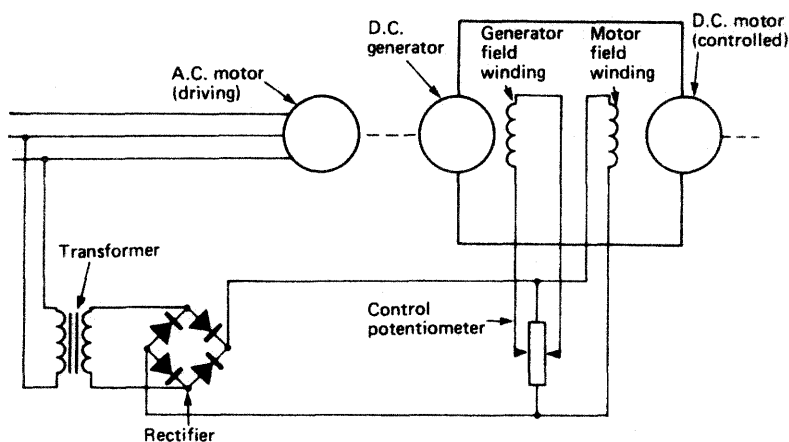 D.C.
generator
Generator
field
winding
Motor
field
winding
D.C. motor
(controlled)
A.C. motor
(driving)
Transformer
Control
potentiometer
Rectifier